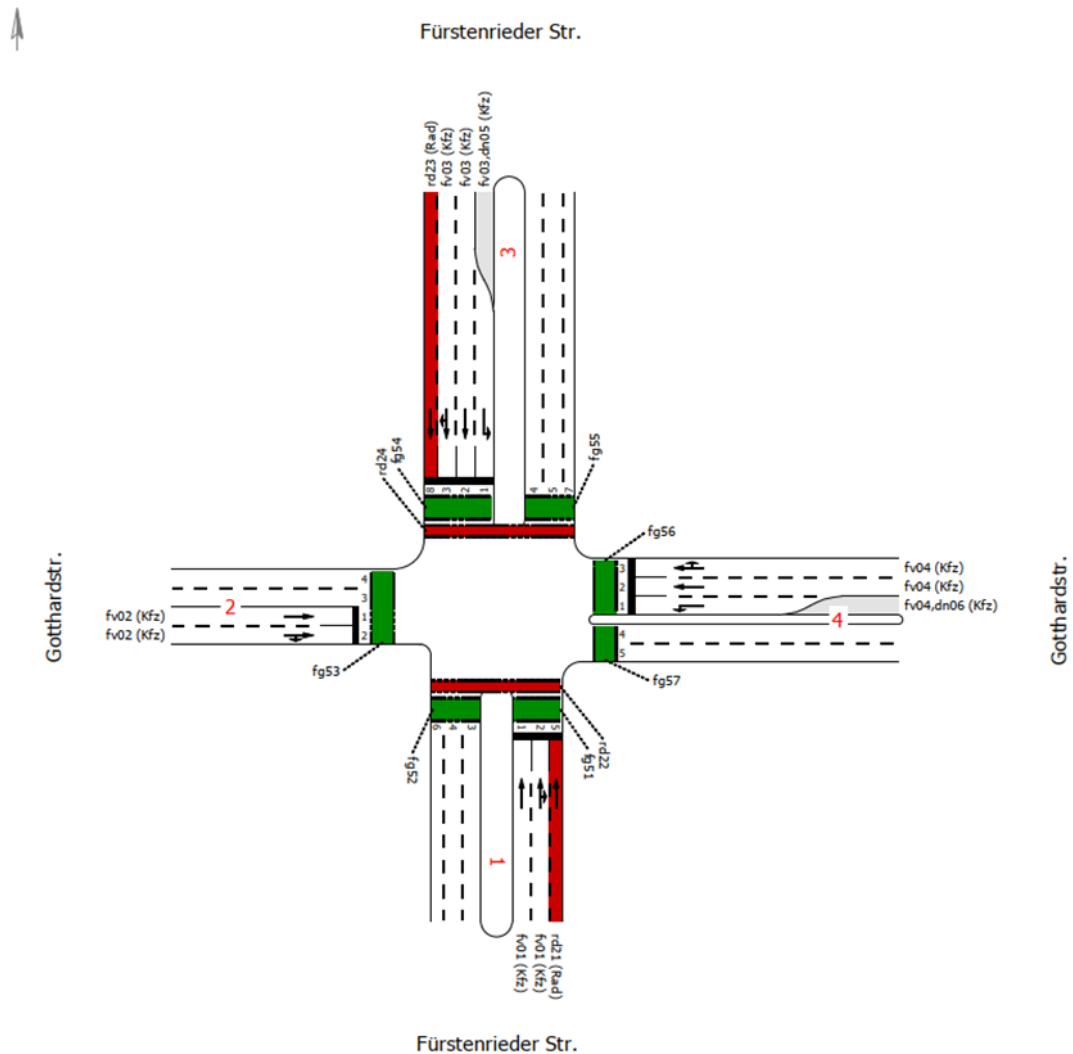 Fürstenrieder Str.
rd23 (Rad)
fv03 (Kfz)
fv03 (Kfz)
fv03,dn05 (Kfz)
3
rd24
fg54
fg55
8
3
2
1
4
5
7
fg56
Gotthardstr.
4
3
2
1
2
fv02 (Kfz)
fv02 (Kfz)
fg53
3
2
1
4
5
fv04 (Kfz)
fv04 (Kfz)
fv04,dn06 (Kfz)
4
Gotthardstr.
fg57
6
4
3
1
2
5
fg52
rd22
fg51
1
fv01 (Kfz)
fv01 (Kfz)
rd21 (Rad)
Fürstenrieder Str.